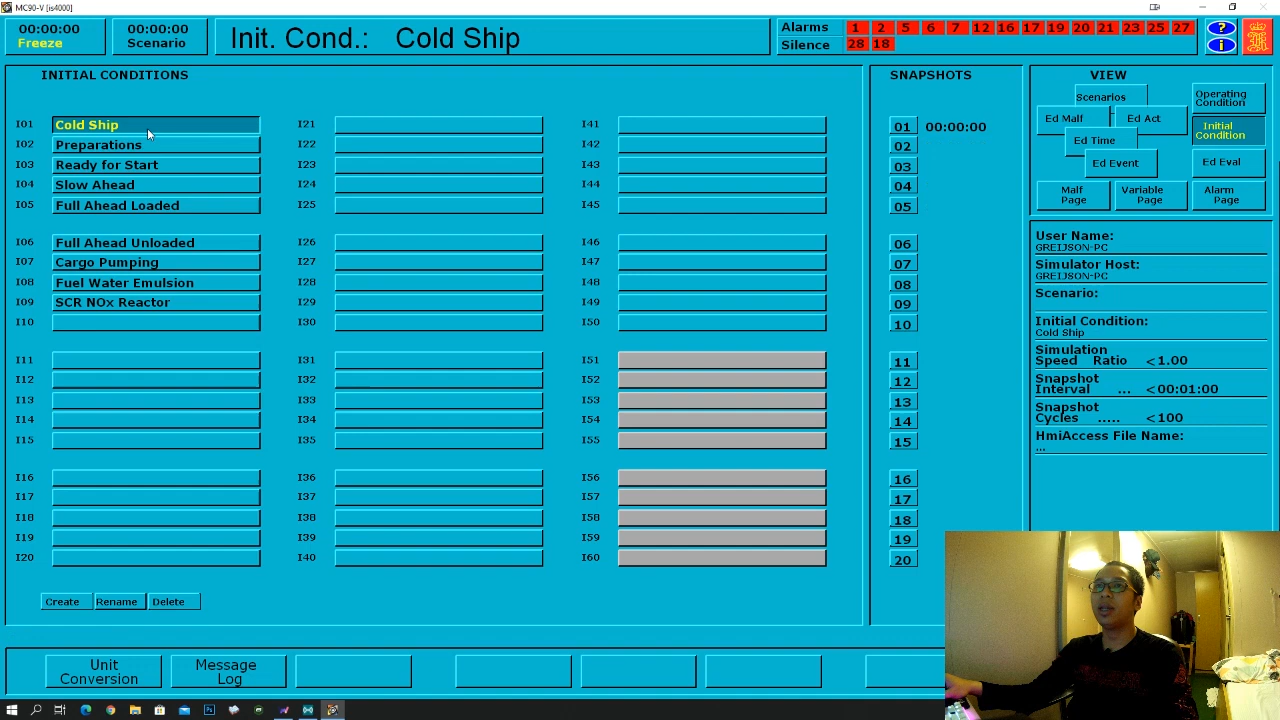 MC90-V [is4000]
00:00:00
Freeze
00:00:00
Scenario
Init. Cond.: Cold Ship
Alarms
Silence
1 2 5 6 7 12 16 17 19 20 21 23 25 27
28 18
?
i
INITIAL CONDITIONS
I01 Cold Ship
I02 Preparations
I03 Ready for Start
I04 Slow Ahead
I05 Full Ahead Loaded
I06 Full Ahead Unloaded
I07 Cargo Pumping
I08 Fuel Water Emulsion
I09 SCR NOx Reactor
I10
I11
I12
I13
I14
I15
I16
I17
I18
I19
I20
I21
I22
I23
I24
I25
I26
I27
I28
I29
I30
I31
I32
I33
I34
I35
I36
I37
I38
I39
I40
I41
I42
I43
I44
I45
I46
I47
I48
I49
I50
I51
I52
I53
I54
I55
I56
I57
I58
I59
I60
Create Rename Delete
SNAPSHOTS
01 00:00:00
02
03
04
05
06
07
08
09
10
11
12
13
14
15
16
17
18
19
20
VIEW
Scenarios
Ed Malf
Ed Act
Ed Time
Ed Event
Operating
Condition
Initial
Condition
Ed Eval
Malf
Page
Variable
Page
Alarm
Page
User Name:
GREIJSON-PC
Simulator Host:
GREIJSON-PC
Scenario:
Initial Condition:
Cold Ship
Simulation
Speed Ratio <1.00
Snapshot
Interval ... <00:01:00
Snapshot
Cycles ..... <100
HmiAccess File Name:
...
Unit
Conversion
Message
Log